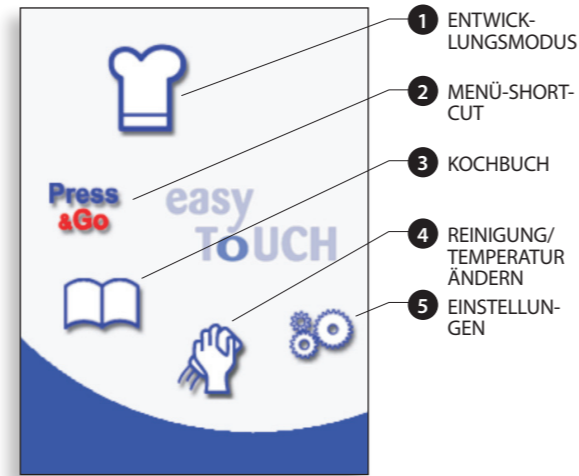 1 ENTWICK-
LUNGSMODUS
2 MENÜ-SHORT-
CUT
3 KOCHBUCH
Press
&Go
easy
ToUCH
4 REINIGUNG/
TEMPERATUR
ÄNDERN
5 EINSTELLUN-
GEN